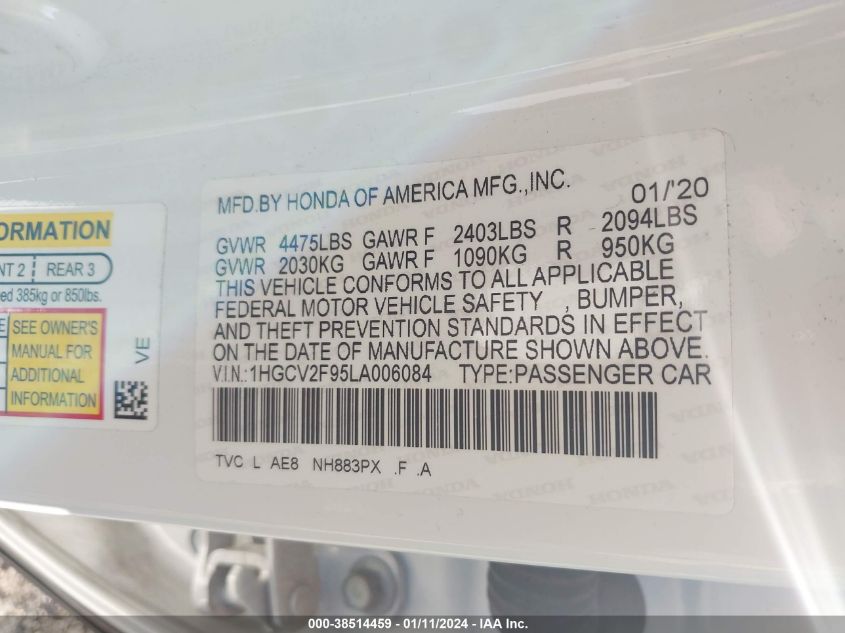 MFD.BY HONDA OF AMERICA MFG.,INC. 01/'20
GVWR 4475LBS GAWR F 2403LBS R 2094LBS
GVWR 2030KG GAWR F 1090KG R 950KG
THIS VEHICLE CONFORMS TO ALL APPLICABLE
FEDERAL MOTOR VEHICLE SAFETY , BUMPER,
AND THEFT PREVENTION STANDARDS IN EFFECT
ON THE DATE OF MANUFACTURE SHOWN ABOVE.
V.I.N.:1HGCV2F95LA006084 TYPE:PASSENGER CAR
TVC L AE8 NH883PX .F .A
ORMATION
NT 2 REAR 3
ed 385kg or 850lbs.
SEE OWNER'S
MANUAL FOR
ADDITIONAL
INFORMATION
VE
000-38514459 - 01/11/2024 - IMPACT AUTO AUCTIONS, INC.